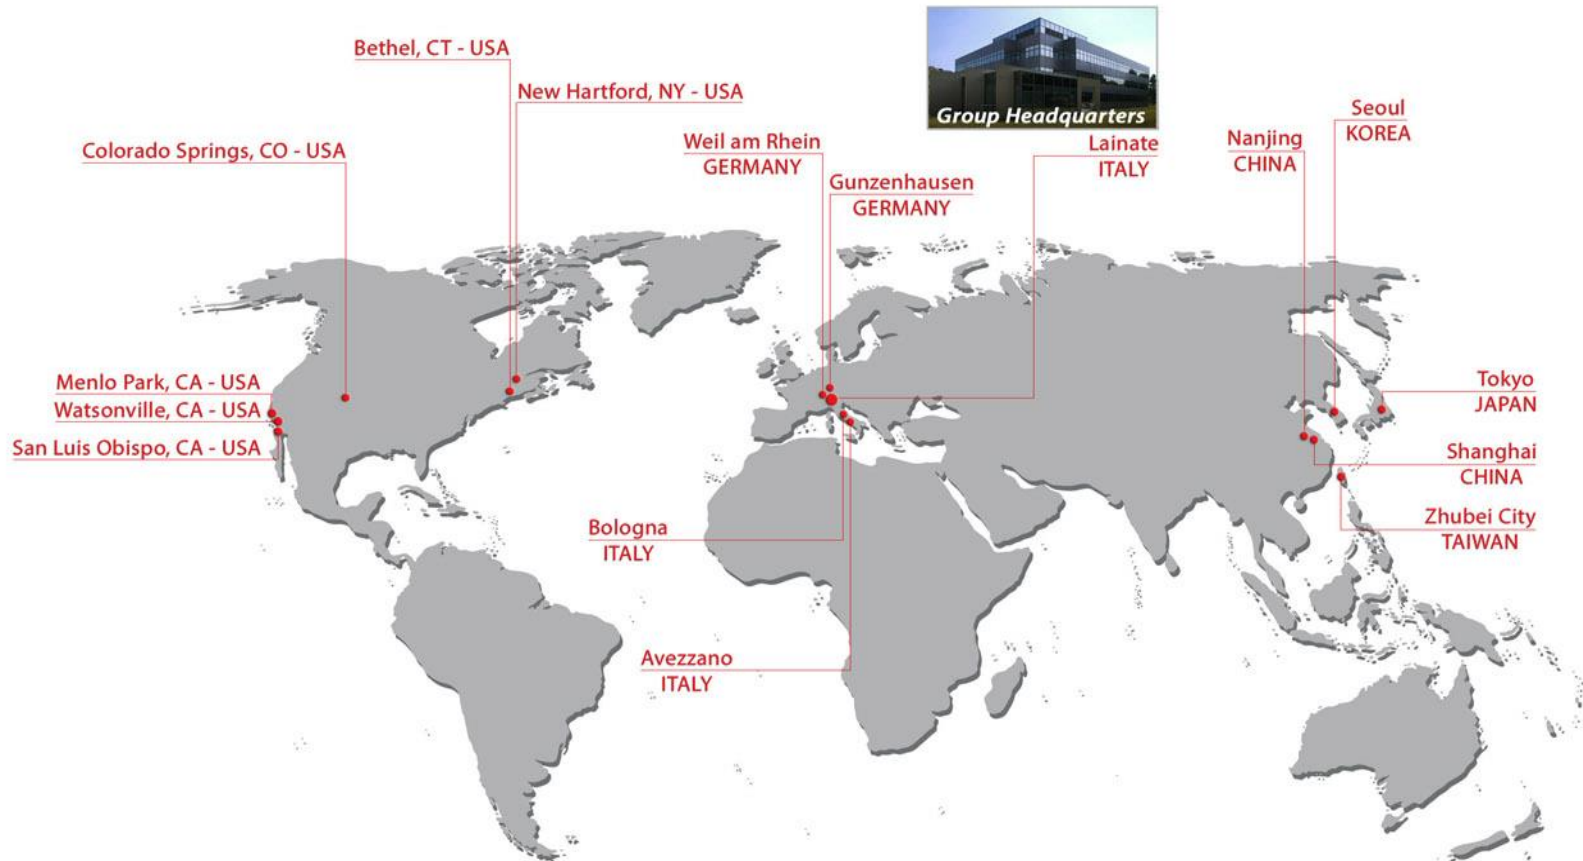 Bethel, CT - USA
New Hartford, NY - USA
Colorado Springs, CO - USA
Menlo Park, CA - USA
Watsonville, CA - USA
San Luis Obispo, CA - USA
Group Headquarters
Weil am Rhein
GERMANY
Gunzenhausen
GERMANY
Lainate
ITALY
Bologna
ITALY
Avezzano
ITALY
Nanjing
CHINA
Seoul
KOREA
Tokyo
JAPAN
Shanghai
CHINA
Zhubei City
TAIWAN